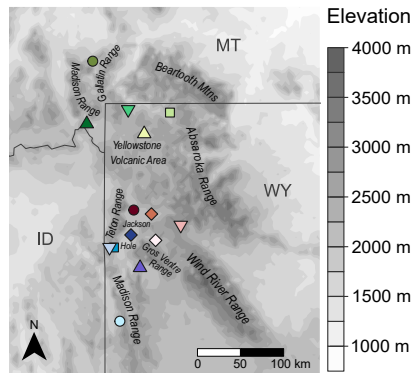 Elevation
MT
Gallatin Range
Madison Range
Beartooth Mtns
4000 m
3500 m
3000 m
2500 m
2000 m
1500 m
1000 m
Yellowstone
Volcanic Area
Absaroka Range
WY
ID
Teton Range
Jackson
Hole
Gros Ventre
Range
Wind River Range
Madison Range
N
0
50
100 km